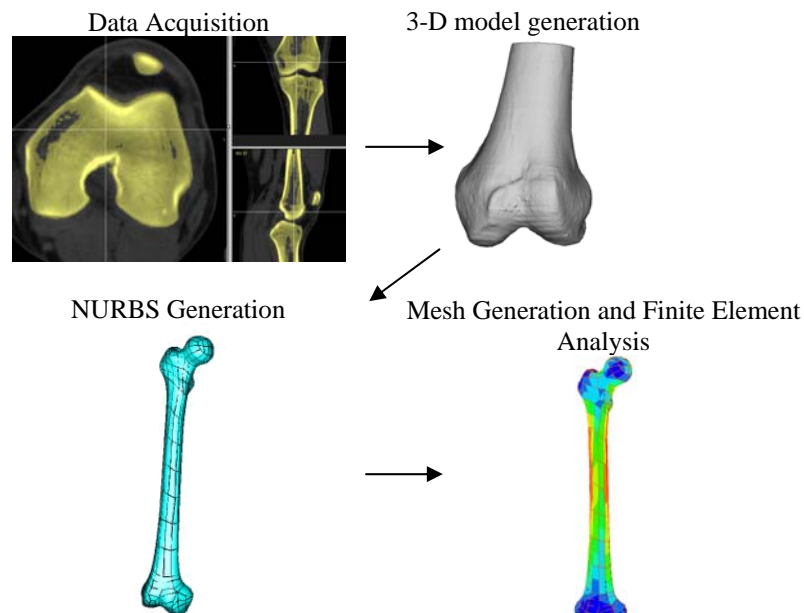 Data Acquisition
3-D model generation
NURBS Generation
Mesh Generation and Finite Element
Analysis